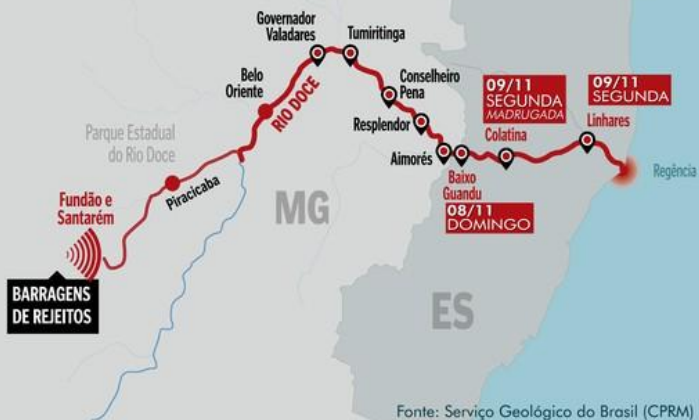 Governador
Valadares
Tumiritinga
Belo
Oriente
RIO DOCE
Conselheiro
Pena
Resplendor
Aimorés
Parque Estadual
do Rio Doce
Piracicaba
Fundão e
Santarém
BARRAGENS
DE REJEITOS
MG
Baixo
Guandu
08/11
DOMINGO
09/11
SEGUNDA
MADRUGADA
Colatina
09/11
SEGUNDA
Linhares
Regência
ES
Fonte: Serviço Geológico do Brasil (CPRM)